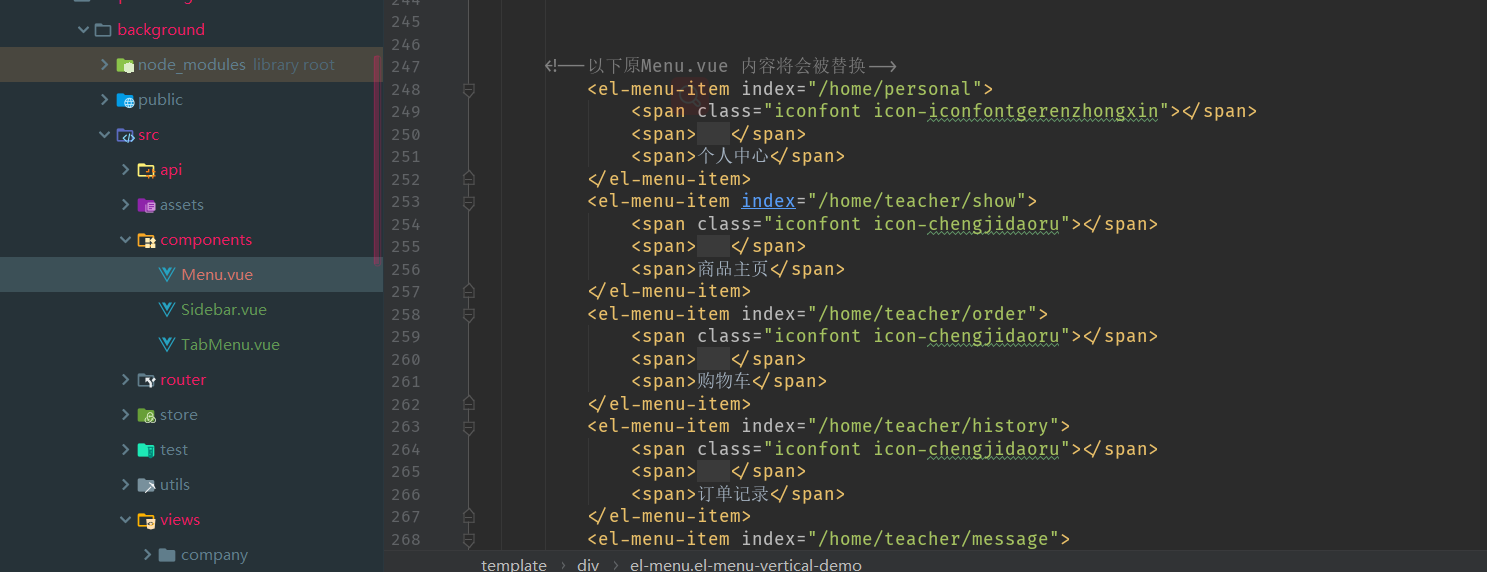 background
node_modules library root
public
src
api
assets
components
Menu.vue
Sidebar.vue
TabMenu.vue
router
store
test
utils
views
company
245
246
247 <!-- 以下原Menu.vue 内容将会被替换-->
248 <el-menu-item index="/home/personal">
249 <span class="iconfont icon-iconfontgerenzhongxin"></span>
250 <span> </span>
251 <span>个人中心</span>
252 </el-menu-item>
253 <el-menu-item index="/home/teacher/show">
254 <span class="iconfont icon-chengjidaoru"></span>
255 <span> </span>
256 <span>商品主页</span>
257 </el-menu-item>
258 <el-menu-item index="/home/teacher/order">
259 <span class="iconfont icon-chengjidaoru"></span>
260 <span> </span>
261 <span>购物车</span>
262 </el-menu-item>
263 <el-menu-item index="/home/teacher/history">
264 <span class="iconfont icon-chengjidaoru"></span>
265 <span> </span>
266 <span>订单记录</span>
267 </el-menu-item>
268 <el-menu-item index="/home/teacher/message">
template › div › el-menu.el-menu-vertical-demo